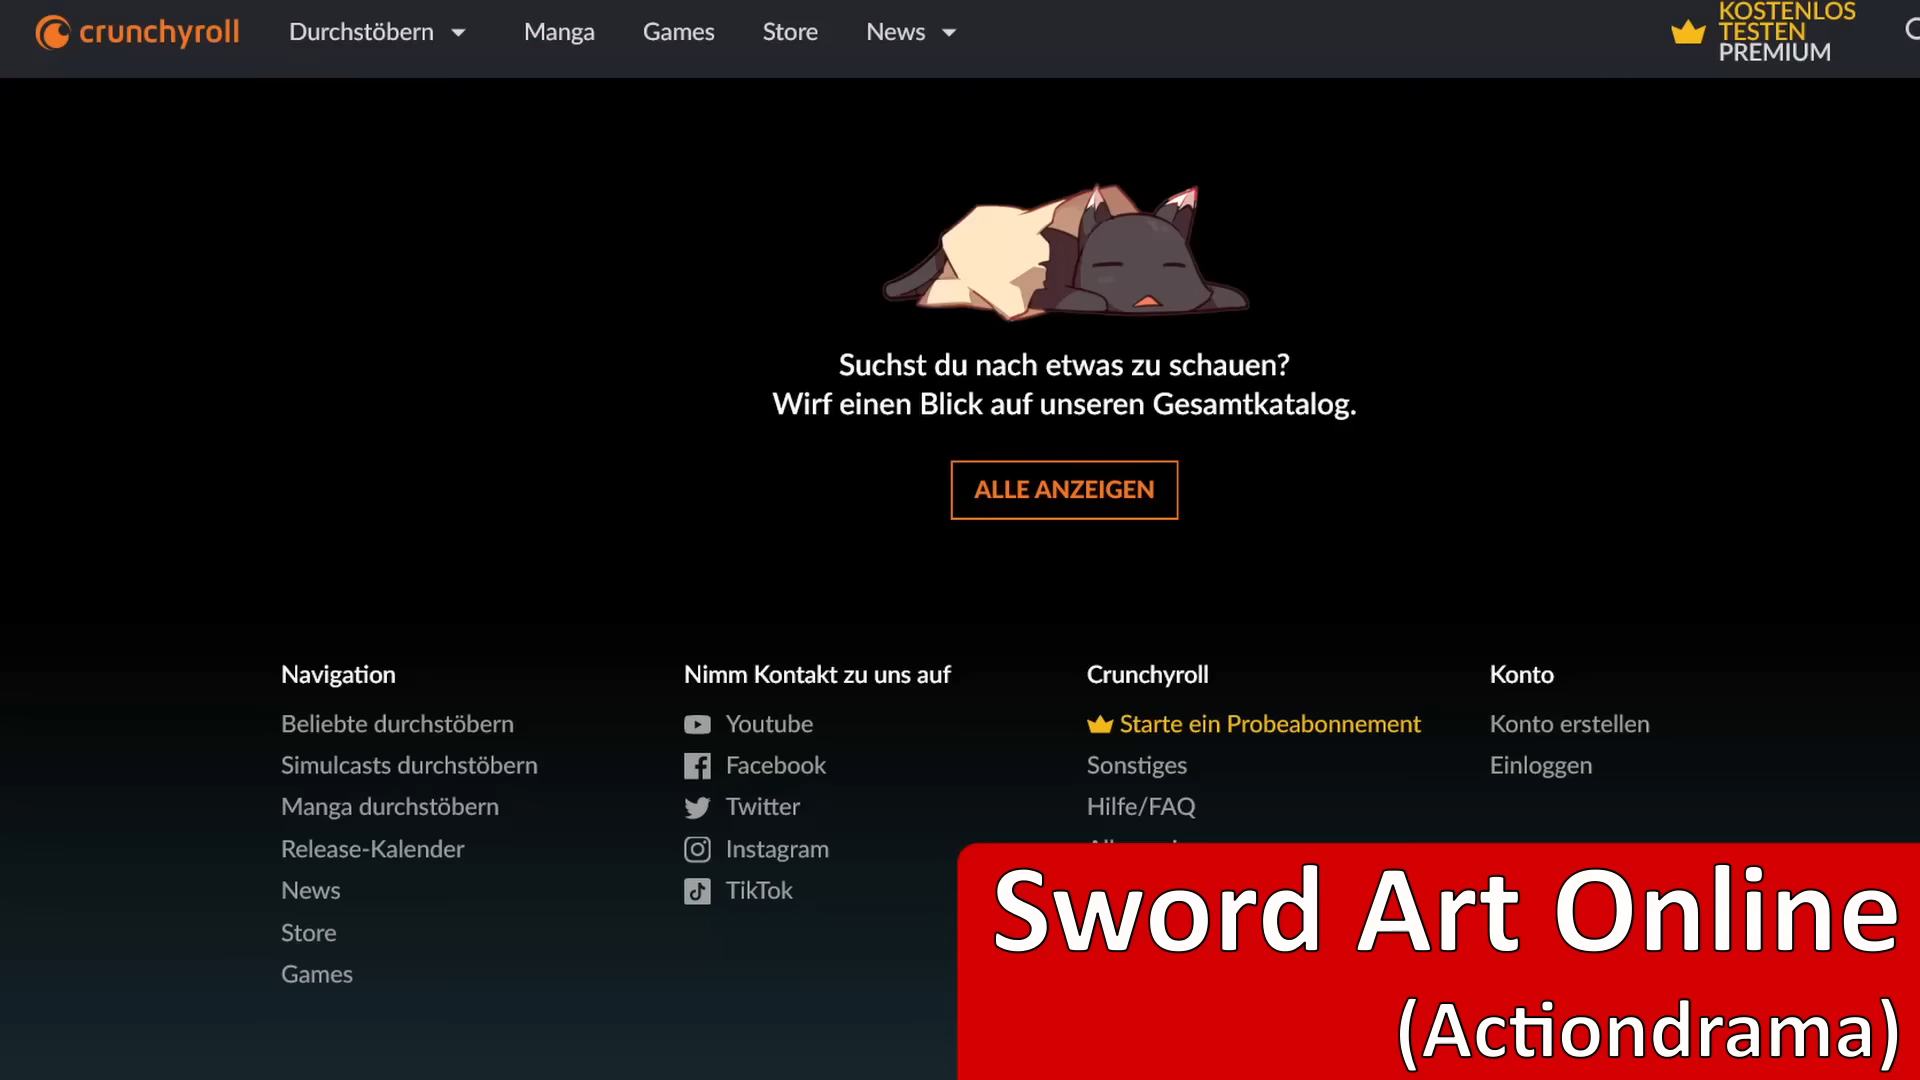 crunchyroll
Durchstöbern
Manga
Games
Store
News
KOSTENLOS
TESTEN
PREMIUM
Suchst du nach etwas zu schauen?
Wirf einen Blick auf unseren Gesamtkatalog.
ALLE ANZEIGEN
Navigation
Beliebte durchstöbern
Simulcasts durchstöbern
Manga durchstöbern
Release-Kalender
News
Store
Games
Nimm Kontakt zu uns auf
Youtube
Facebook
Twitter
Instagram
TikTok
Crunchyroll
Starte ein Probeabonnement
Sonstiges
Hilfe/FAQ
Konto
Konto erstellen
Einloggen
Sword Art Online
(Actiondrama)